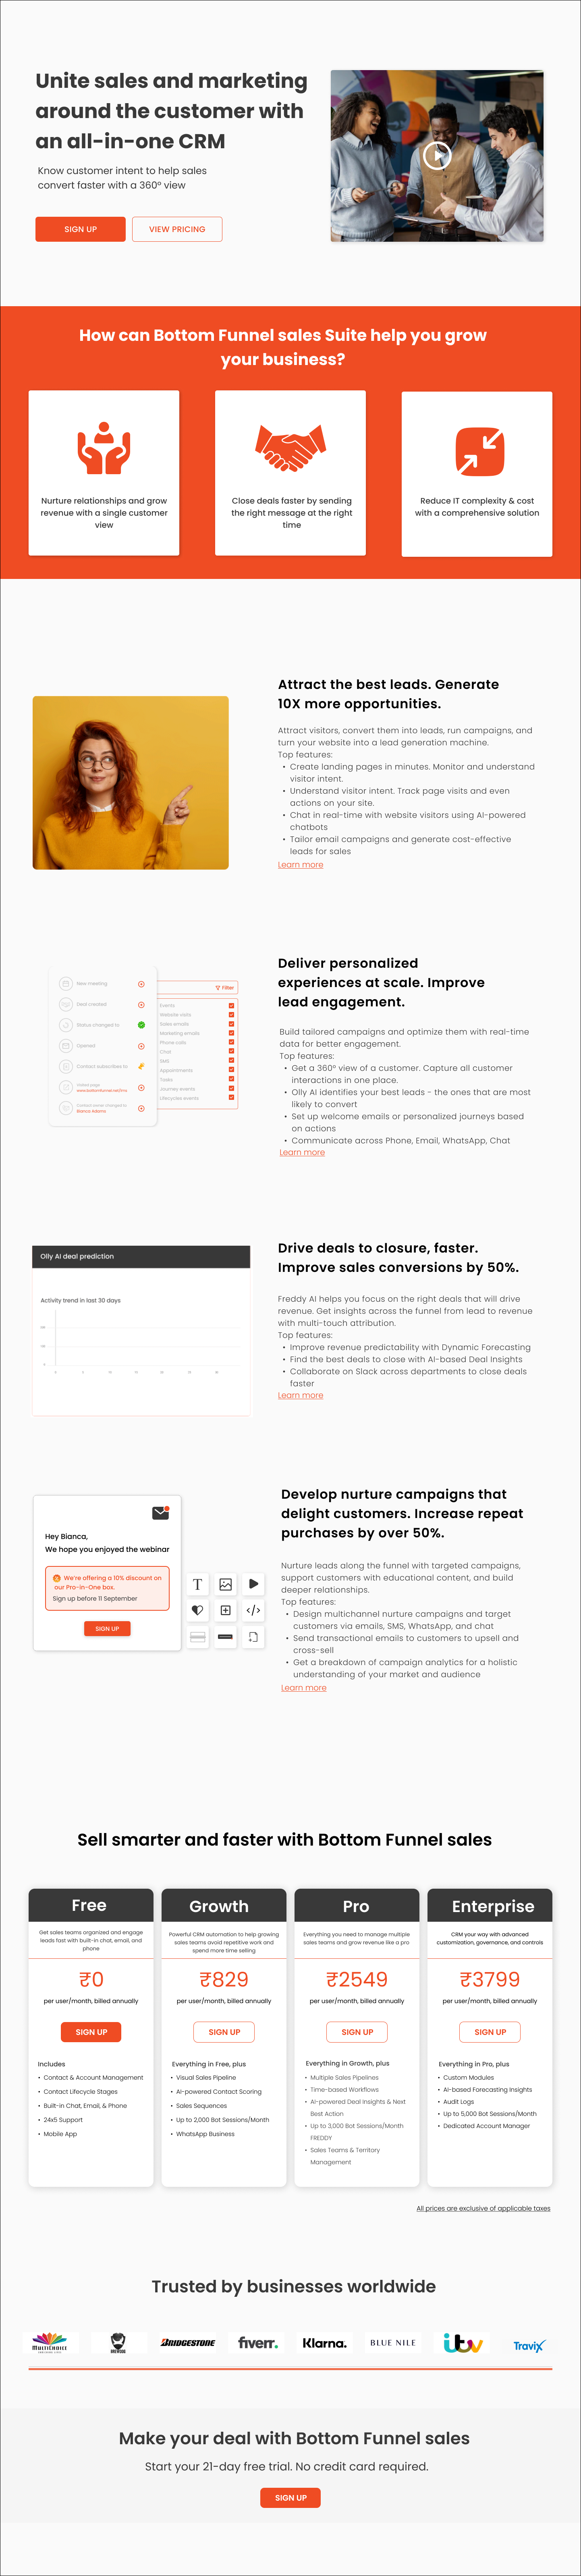 Unite sales and marketing
around the customer with
an all-in-one CRM
Know customer intent to help sales
convert faster with a 360° view
SIGN UP
VIEW PRICING
How can Bottom Funnel sales Suite help you grow
your business?
Nurture relationships and grow
revenue with a single customer
view
Close deals faster by sending
the right message at the right
time
Reduce IT complexity & cost
with a comprehensive solution
Attract the best leads. Generate
10X more opportunities.
Attract visitors, convert them into leads, run campaigns, and
turn your website into a lead generation machine.
Top features:
• Create landing pages in minutes. Monitor and understand
visitor intent.
• Understand visitor intent. Track page visits and even
actions on your site.
• Chat in real-time with website visitors using AI-powered
chatbots
• Tailor email campaigns and generate cost-effective
leads for sales
Learn more
New meeting
Lead created
Status changed to
Opened
Contact subscribes to
Visited page
Contact owner changed to
Bianca Adams
Filter
Events
Website visits
Sales emails
Marketing emails
Phone calls
Chat
SMS
Appointments
Tasks
Journey events
Lifecycles events
Deliver personalized
experiences at scale. Improve
lead engagement.
Build tailored campaigns and optimize them with real-time
data for better engagement.
Top features:
• Get a 360° view of a customer. Capture all customer
interactions in one place.
• Olly AI identifies your best leads - the ones that are most
likely to convert
• Set up welcome emails or personalized journeys based
on actions
• Communicate across Phone, Email, WhatsApp, Chat
Learn more
Olly AI deal prediction
Activity trend in last 30 days
Drive deals to closure, faster.
Improve sales conversions by 50%.
Freddy AI helps you focus on the right deals that will drive
revenue. Get insights across the funnel from lead to revenue
with multi-touch attribution.
Top features:
• Improve revenue predictability with Dynamic Forecasting
• Find the best deals to close with AI-based Deal Insights
• Collaborate on Slack across departments to close deals
faster
Learn more
Hey Bianca,
We hope you enjoyed the webinar
We're offering a 10% discount on
our Pro-in-One box.
Sign up before 11 September
SIGN UP
T
</>
Develop nurture campaigns that
delight customers. Increase repeat
purchases by over 50%.
Nurture leads along the funnel with targeted campaigns,
support customers with educational content, and build
deeper relationships.
Top features:
• Design multichannel nurture campaigns and target
customers via emails, SMS, WhatsApp, and chat
• Send transactional emails to customers to upsell and
cross-sell
• Get a breakdown of campaign analytics for a holistic
understanding of your market and audience
Learn more
Sell smarter and faster with Bottom Funnel sales
Free
Get sales teams organized and engage
leads fast with built-in chat, email, and
phone
₹0
per user/month, billed annually
SIGN UP
Includes
• Contact & Account Management
• Contact Lifecycle Stages
• Built-in Chat, Email, & Phone
• 24x5 Support
• Mobile App
Growth
Powerful CRM automation to help growing
sales teams avoid repetitive work and
spend more time selling
₹829
per user/month, billed annually
SIGN UP
Everything in Free, plus
• Visual Sales Pipeline
• AI-powered Contact Scoring
• Sales Sequences
• Up to 2,000 Bot Sessions/Month
• WhatsApp Business
Pro
Everything you need to manage multiple
sales teams and grow revenue like a pro
₹2549
per user/month, billed annually
SIGN UP
Everything in Growth, plus
• Multiple Sales Pipelines
• Time-based Workflows
• AI-powered Deal Insights & Next
Best Action
• Up to 3,000 Bot Sessions/Month
FREDDY
• Sales Teams & Territory
Management
Enterprise
CRM your way with advanced
customization, governance, and controls
₹3799
per user/month, billed annually
SIGN UP
Everything in Pro, plus
• Custom Modules
• AI-based Forecasting Insights
• Audit Logs
• Up to 5,000 Bot Sessions/Month
• Dedicated Account Manager
All prices are exclusive of applicable taxes
Trusted by businesses worldwide
MULTICHOICE
BREWDOG
BRIDGESTONE
fiverr.
Klarna.
BLUE NILE
itv
Travix
Make your deal with Bottom Funnel sales
Start your 21-day free trial. No credit card required.
SIGN UP